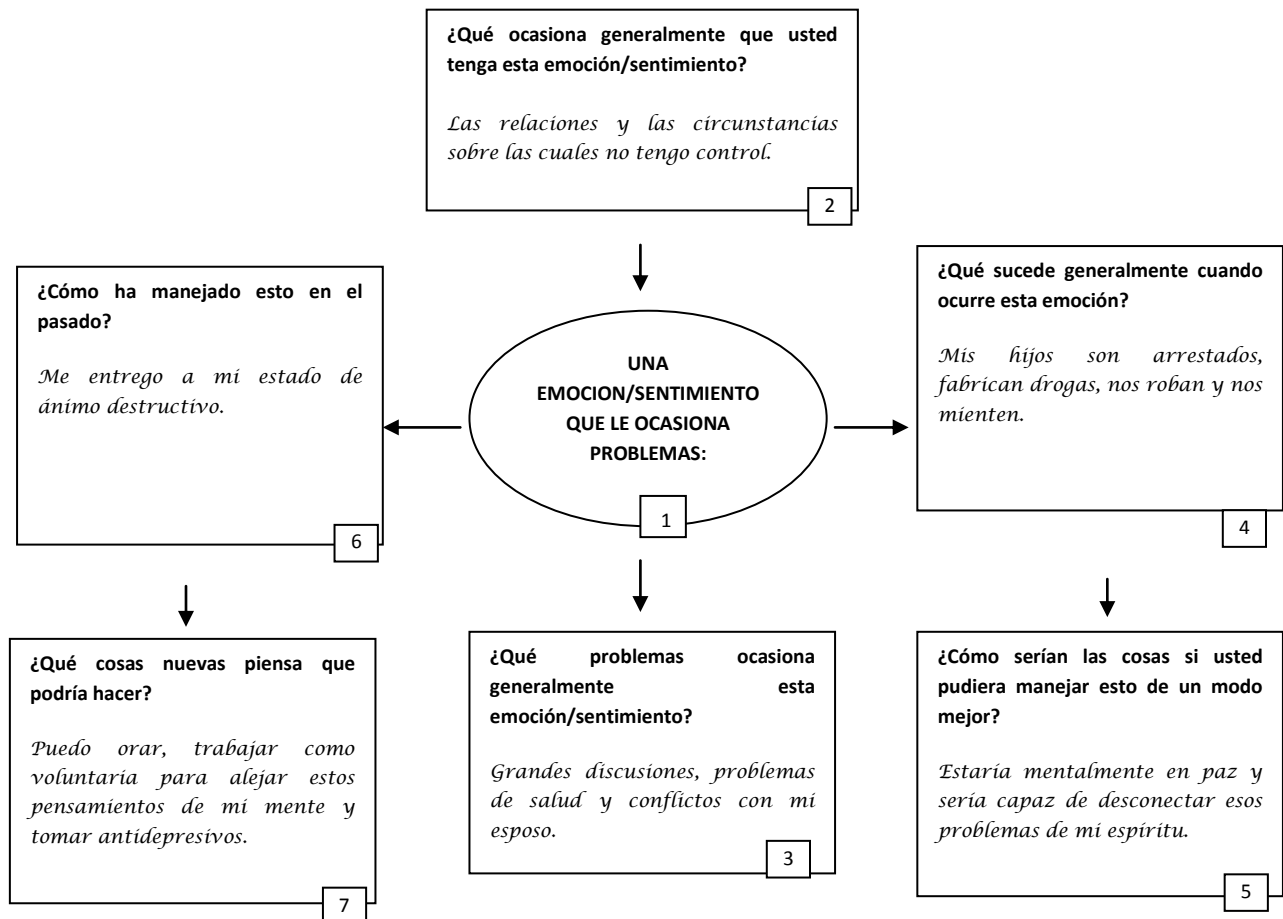 ¿Qué ocasiona generalmente que usted
tenga esta emoción/sentimiento?
Las relaciones y las circunstancias
sobre las cuales no tengo control.
2
¿Cómo ha manejado esto en el
pasado?
Me entrego a mi estado de
ánimo destructivo.
6
UNA
EMOCION/SENTIMIENTO
QUE LE OCASIONA
PROBLEMAS:
1
¿Qué sucede generalmente cuando
ocurre esta emoción?
Mis hijos son arrestados,
fabrican drogas, nos roban y nos
mienten.
4
¿Qué cosas nuevas piensa que
podría hacer?
Puedo orar, trabajar como
voluntaria para alejar estos
pensamientos de mi mente y
tomar antidepresivos.
7
¿Qué problemas ocasiona
generalmente esta
emoción/sentimiento?
Grandes discusiones, problemas
de salud y conflictos con mi
esposo.
3
¿Cómo serían las cosas si usted
pudiera manejar esto de un modo
mejor?
Estaría mentalmente en paz y
sería capaz de desconectar esos
problemas de mi espíritu.
5